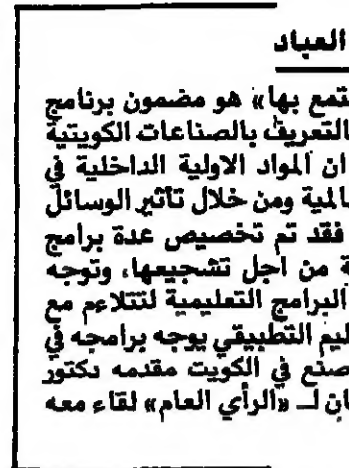 العباد
تمع بها» هو مضمون برنامج
بالتعريف بالصناعات الكويتية
ان المواد الاولية الداخلية في
المية ومن خلال تأثير الوسائل
فقد تم تخصيص عدة برامج
ة من اجل تشجيعها، وتوجه
البرامج التعليمية لتتلاءم مع
ليم التطبيقي يوجه برامجه في
صنع في الكويت مقدمه دكتور
ان لـ «الرأي العام» لقاء معه